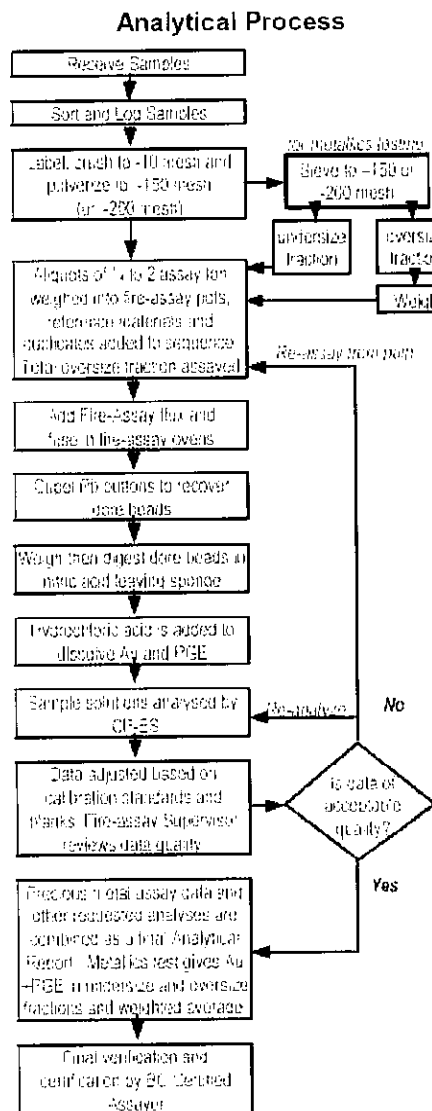 Analytical Process
Receive Samples
Sort and Log Samples
Label, crush to -10 mesh and
pulverize to -150 mesh
(or -200 mesh)
for metallics testing
Sieve to -150 or
-200 mesh
undersize
fraction
oversiz
fraction
Weigh
Aliquots of to 2 assay ton
weighed into fire-assay pots,
reference materials and
duplicates added to sequence
Total oversize fraction assayed
Re-assay from pulp
Add Fire-Assay flux and
fuse in fire-assay ovens
Cupel Pb buttons to recover
dore beads
Weigh then digest dore beads in
nitric acid leaving sponge
Hydrochloric acid is added to
dissolve Au and PGE
Sample solutions analysed by
ICP-ES
Re-analyze
No
Data adjusted based on
calibration standards and
blanks. Fire-assay Supervisor
reviews data quality
Is data of
acceptable
quality?
Yes
Precious metal assay data and
other requested analyses are
combined as a final Analytical
Report. Metallics test gives Au
+PGE in undersize and oversize
fractions and weighted average
Final verification and
certification by BC Certified
Assayer